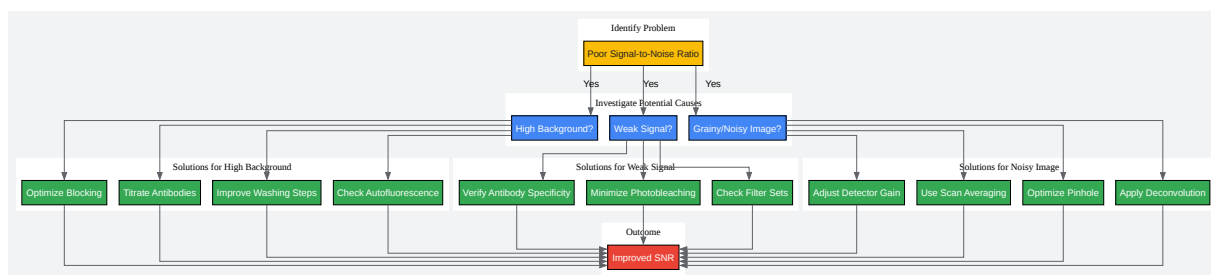 Identify Problem
Poor Signal-to-Noise Ratio
Yes
Yes
Yes
Investigate Potential Causes
High Background?
Weak Signal?
Grainy/Noisy Image?
Solutions for High Background
Solutions for Weak Signal
Solutions for Noisy Image
Optimize Blocking
Titrate Antibodies
Improve Washing Steps
Check Autofluorescence
Verify Antibody Specificity
Minimize Photobleaching
Check Filter Sets
Adjust Detector Gain
Use Scan Averaging
Optimize Pinhole
Apply Deconvolution
Outcome
Improved SNR